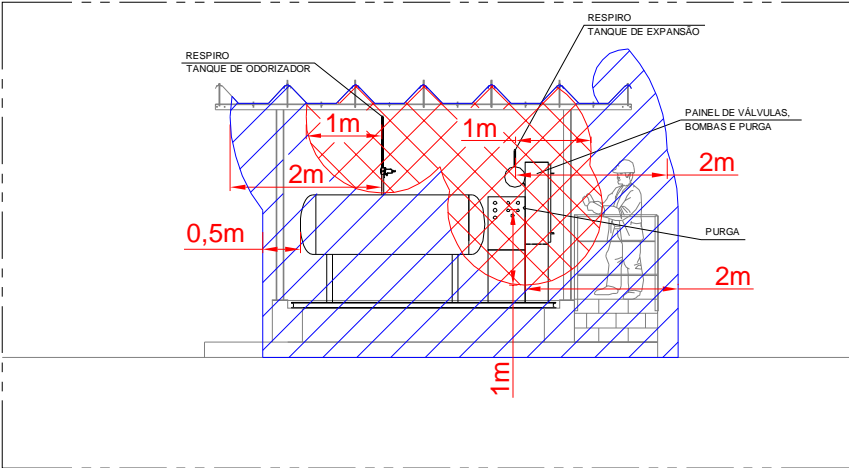 RESPIRO
TANQUE DE EXPANSÃO
RESPIRO
TANQUE DE ODORIZADOR
PAINEL DE VÁLVULAS,
BOMBAS E PURGA
1m
1m
2m
2m
0,5m
PURGA
2m
1m